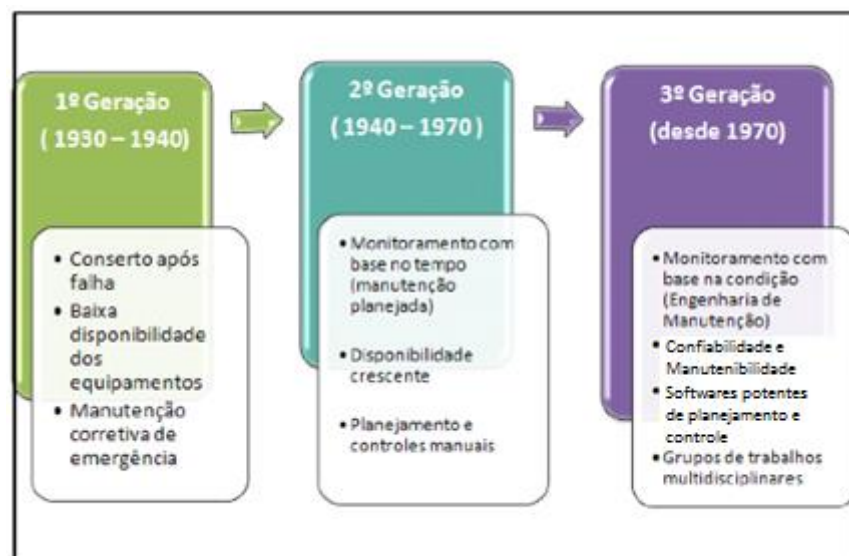 1º Geração
( 1930 – 1940)
• Conserto após
falha
• Baixa
disponibilidade
dos
equipamentos
• Manutenção
corretiva de
emergência
2º Geração
( 1940 – 1970 )
• Monitoramento com
base no tempo
(manutenção
planejada)
• Disponibilidade
crescente
• Planejamento e
controles manuais
3º Geração
(desde 1970)
• Monitoramento com
base na condição
(Engenharia de
Manutenção)
• Confiabilidade e
Manutenibilidade
• Softwares potentes
de planejamento e
controle
• Grupos de trabalhos
multidisciplinares